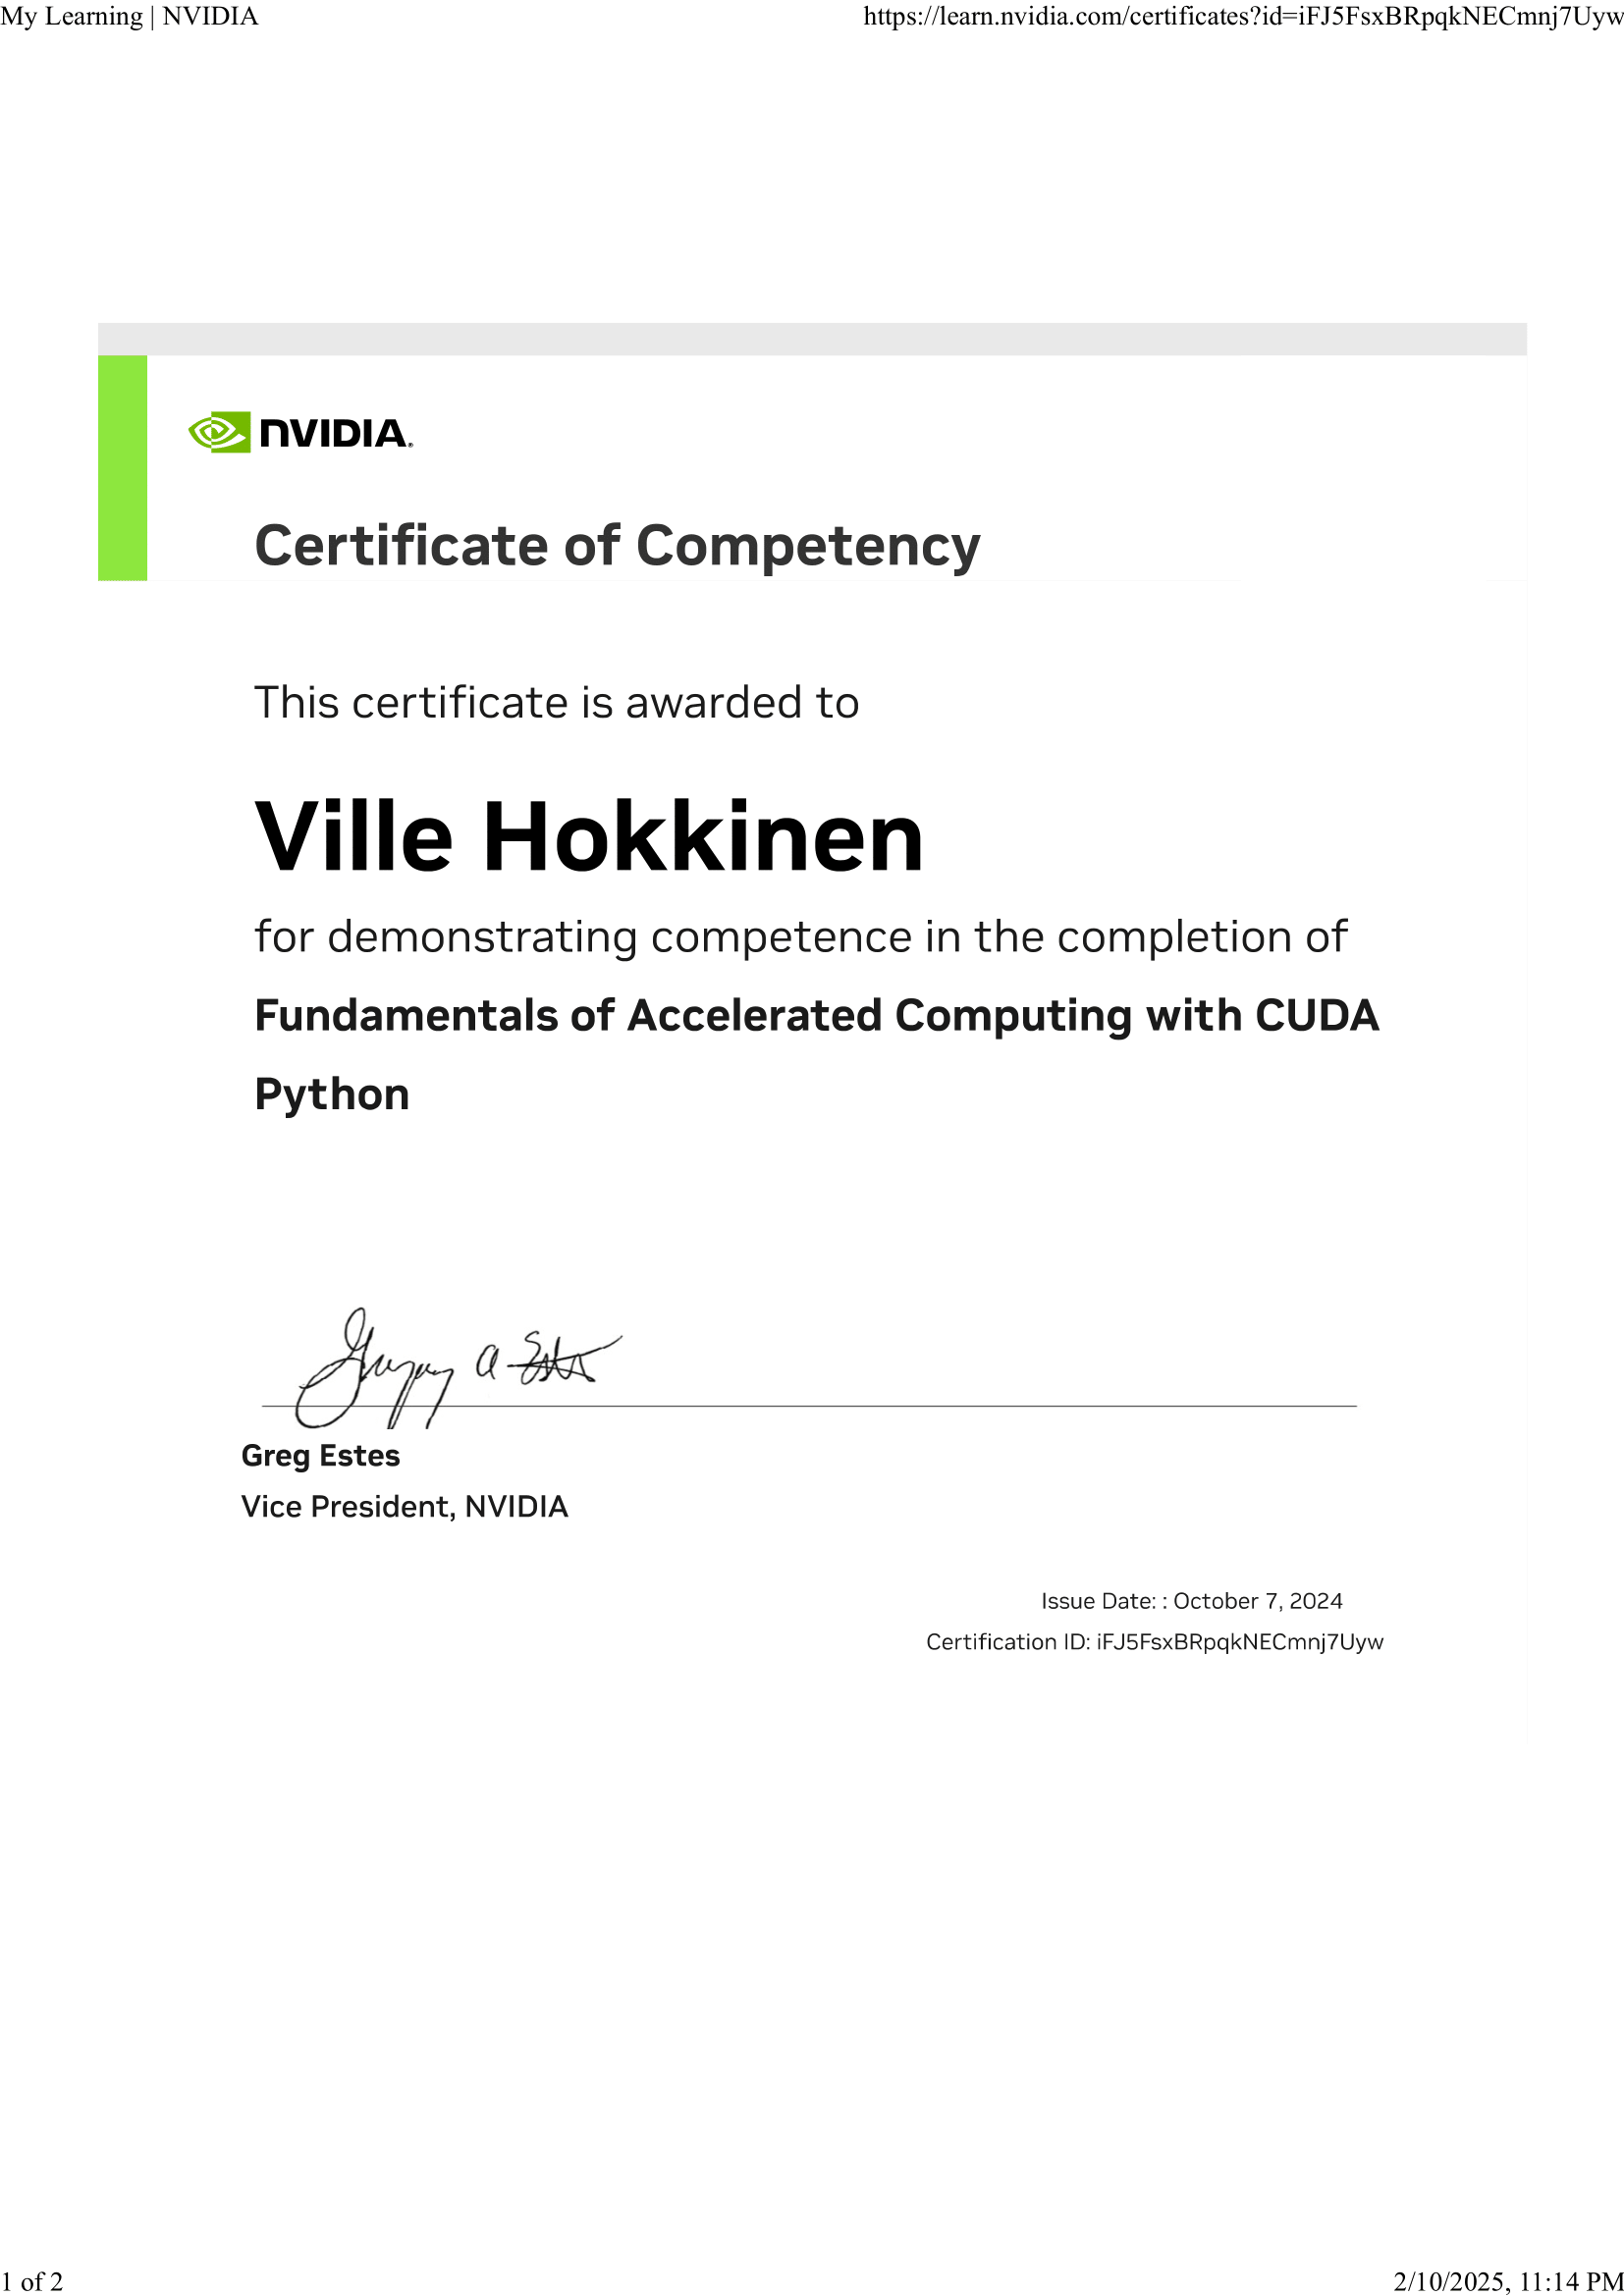 My Learning | NVIDIA
https://learn.nvidia.com/certificates?id=iFJ5FsxBRpqkNECmnj7Uyw
NVIDIA.
Certificate of Competency
This certificate is awarded to
Ville Hokkinen
for demonstrating competence in the completion of
Fundamentals of Accelerated Computing with CUDA
Python
Gregory A Estes
Greg Estes
Vice President, NVIDIA
Issue Date: : October 7, 2024
Certification ID: iFJ5FsxBRpqkNECmnj7Uyw
1 of 2
2/10/2025, 11:14 PM